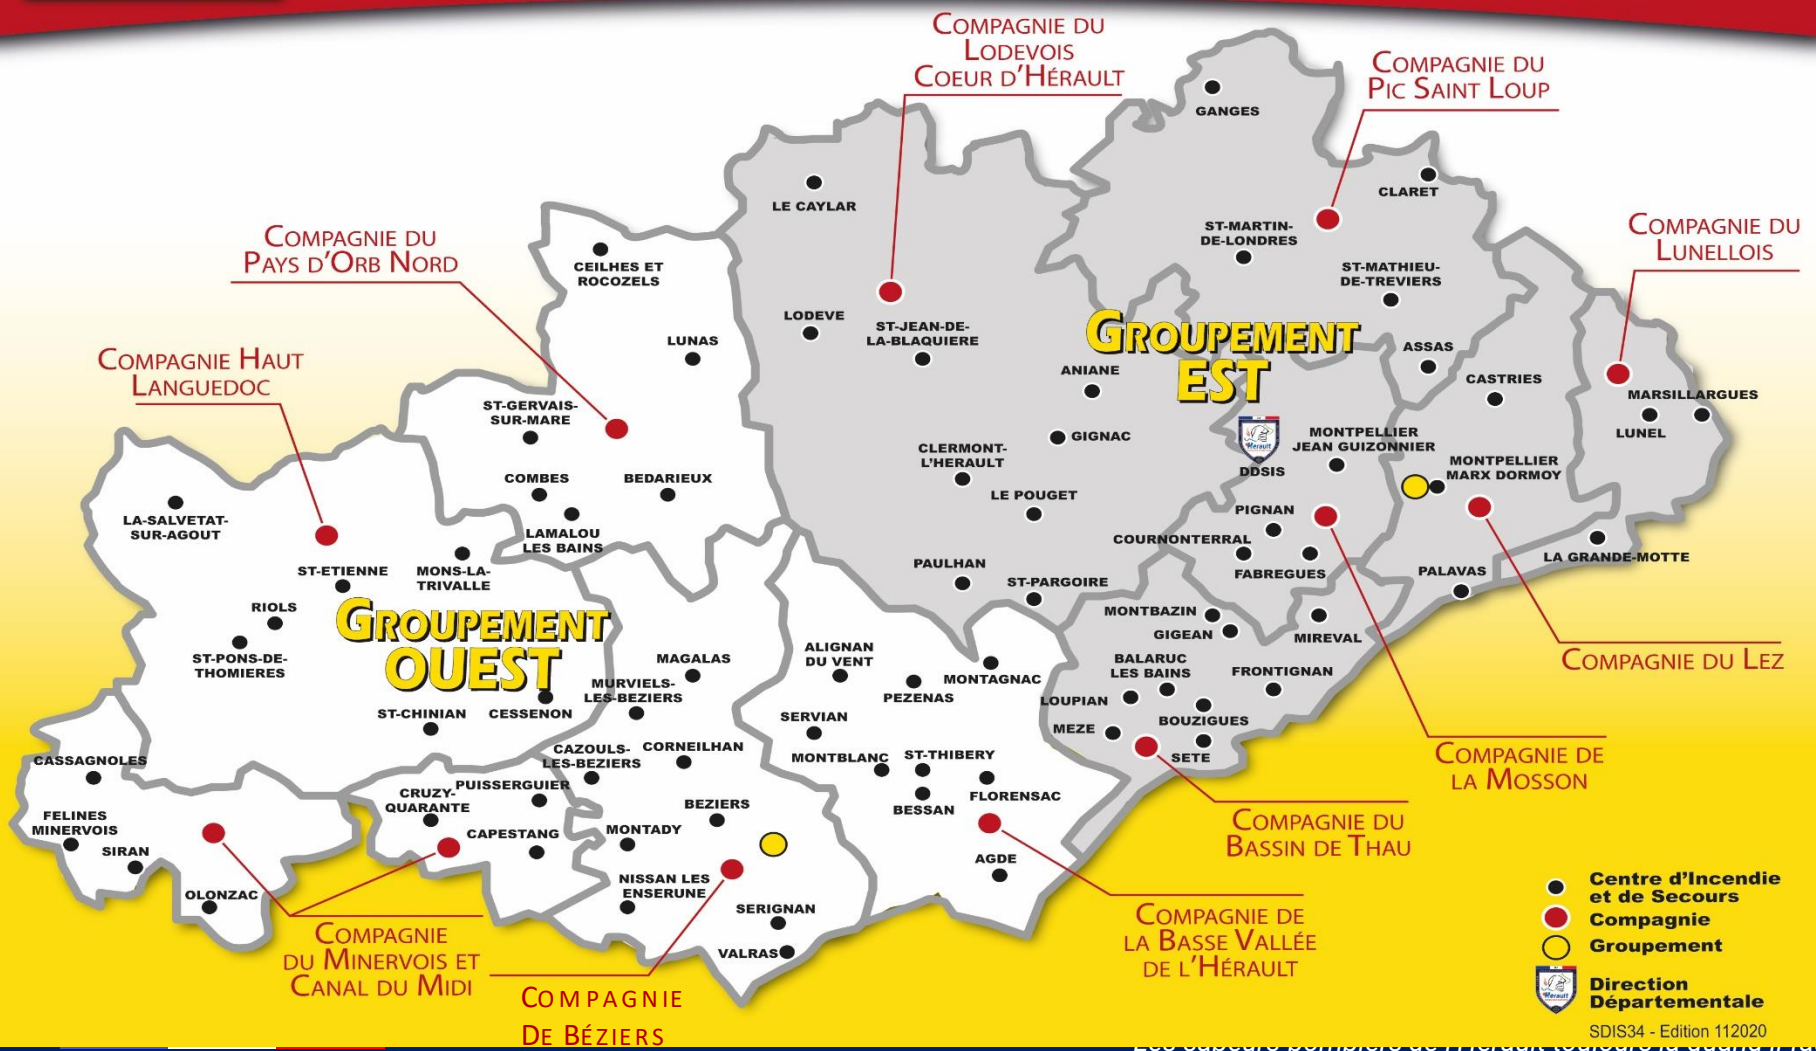 COMPAGNIE DU
LODEVOIS
COEUR D'HÉRAULT
COMPAGNIE DU
PIC SAINT LOUP
GANGES
CLARET
LE CAYLAR
ST-MARTIN-
DE-LONDRES
COMPAGNIE DU
LUNELLOIS
COMPAGNIE DU
PAYS D'ORB NORD
CEILHES ET
ROCOZELS
ST-MATHIEU-
DE-TREVIERS
LODEVE
ST-JEAN-DE-
LA-BLAQUIERE
LUNAS
GROUPEMENT
EST
ASSAS
COMPAGNIE HAUT
LANGUEDOC
ANIANE
CASTRIES
MARSILLARGUES
LUNEL
ST-GERVAIS-
SUR-MARE
GIGNAC
Hérault
DDSIS
MONTPELLIER
JEAN GUIZONNIER
CLERMONT-
L'HERAULT
MONTPELLIER
MARX DORMOY
COMBES
BEDARIEUX
LE POUGET
PIGNAN
LA-SALVETAT-
SUR-AGOUT
LAMALOU
LES BAINS
COURNONTERRAL
FABREGUES
LA GRANDE-MOTTE
ST-ETIENNE
MONS-LA-
TRIVALLE
PAULHAN
ST-PARGOIRE
PALAVAS
RIOLS
GROUPEMENT
OUEST
MONTBAZIN
GIGEAN
MIREVAL
ST-PONS-DE-
THOMIERES
MAGALAS
ALIGNAN
DU VENT
MONTAGNAC
BALARUC
LES BAINS
FRONTIGNAN
COMPAGNIE DU LEZ
MURVIELS-
LES-BEZIERS
PEZENAS
LOUPIAN
ST-CHINIAN
CESSENON
SERVIAN
BOUZIGUES
MEZE
SETE
CASSAGNOLES
CAZOULS-
LES-BEZIERS
CORNEILHAN
MONTBLANC
ST-THIBERY
COMPAGNIE DE
LA MOSSON
CRUZY-
QUARANTE
PUISSERGUIER
BEZIERS
BESSAN
FLORENSAC
FELINES
MINERVOIS
CAPESTANG
MONTADY
COMPAGNIE DU
BASSIN DE THAU
SIRAN
AGDE
OLONZAC
NISSAN LES
ENSERUNE
SERIGNAN
VALRAS
COMPAGNIE
DU MINERVOIS ET
CANAL DU MIDI
COMPAGNIE
DE BÉZIERS
COMPAGNIE DE
LA BASSE VALLÉE
DE L'HÉRAULT
Centre d'Incendie
et de Secours
Compagnie
Groupement
Hérault
Direction
Départementale
SDIS34 - Edition 112020